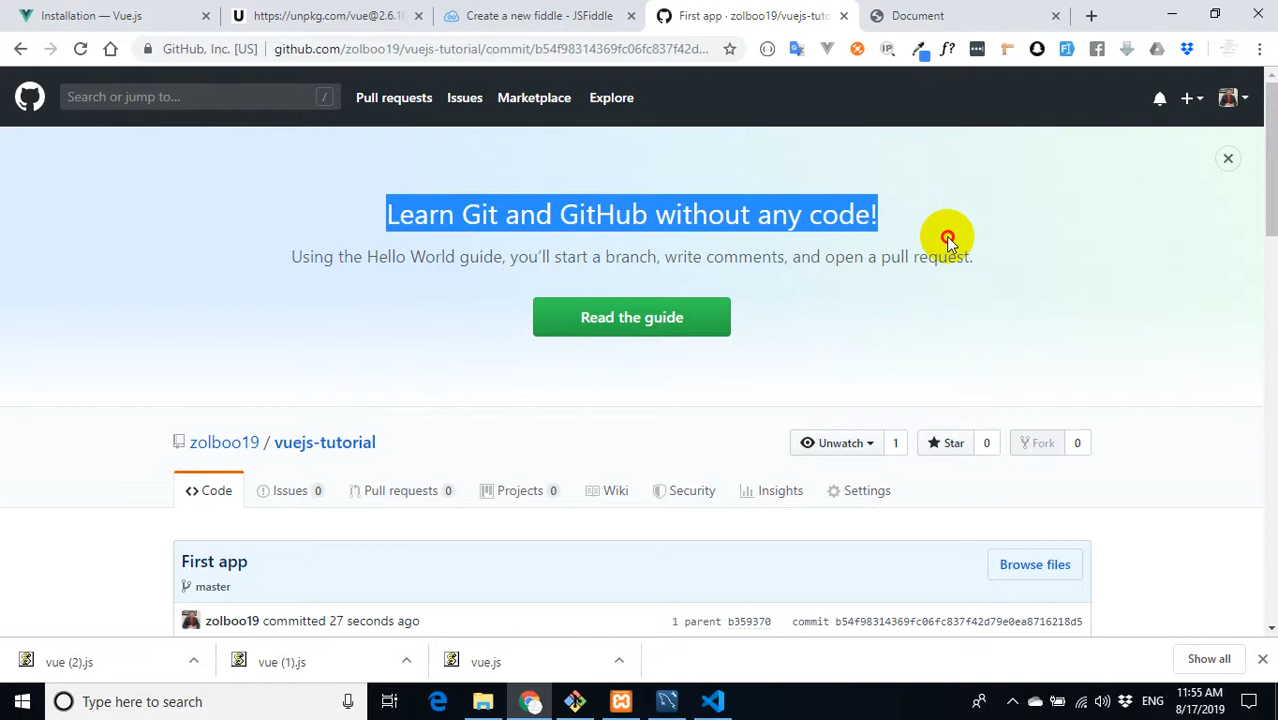 Installation — Vue.js
https://unpkg.com/vue@2.6.10
Create a new fiddle - JSFiddle
First app · zolboo19/vuejs-tuto
Document
GitHub, Inc. [US]
github.com/zolboo19/vuejs-tutorial/commit/b54f98314369fc06fc837f42d...
Search or jump to...
/
Pull requests
Issues
Marketplace
Explore
Learn Git and GitHub without any code!
Using the Hello World guide, you’ll start a branch, write comments, and open a pull request.
Read the guide
zolboo19 / vuejs-tutorial
Unwatch
1
Star
0
Fork
0
Code
Issues 0
Pull requests 0
Projects 0
Wiki
Security
Insights
Settings
First app
Browse files
master
zolboo19 committed 27 seconds ago
1 parent b359370
commit b54f98314369fc06fc837f42d79e0ea8716218d5
vue (2).js
vue (1).js
vue.js
Show all
Type here to search
ENG
11:55 AM
8/17/2019